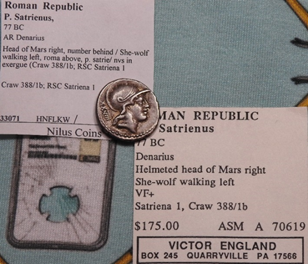 Roman Republic
P. Satrienus,
77 BC
AR Denarius
Head of Mars right, number behind / She-wolf
walking left, roma above, p. satrie/ nvs in
exergue (Craw 388/1b, RSC Satriena 1
Craw 388/1b, RSC Satriena 1
33071 HNFLKW /
Nilus Coins
MAN REPUBLIC
Satrienus
77 BC
Denarius
Helmeted head of Mars right
She-wolf walking left
VF+
Satriena 1, Craw 388/1b
$175.00 ASM A 70619
VICTOR ENGLAND
BOX 245 QUARRYVILLE PA 17566